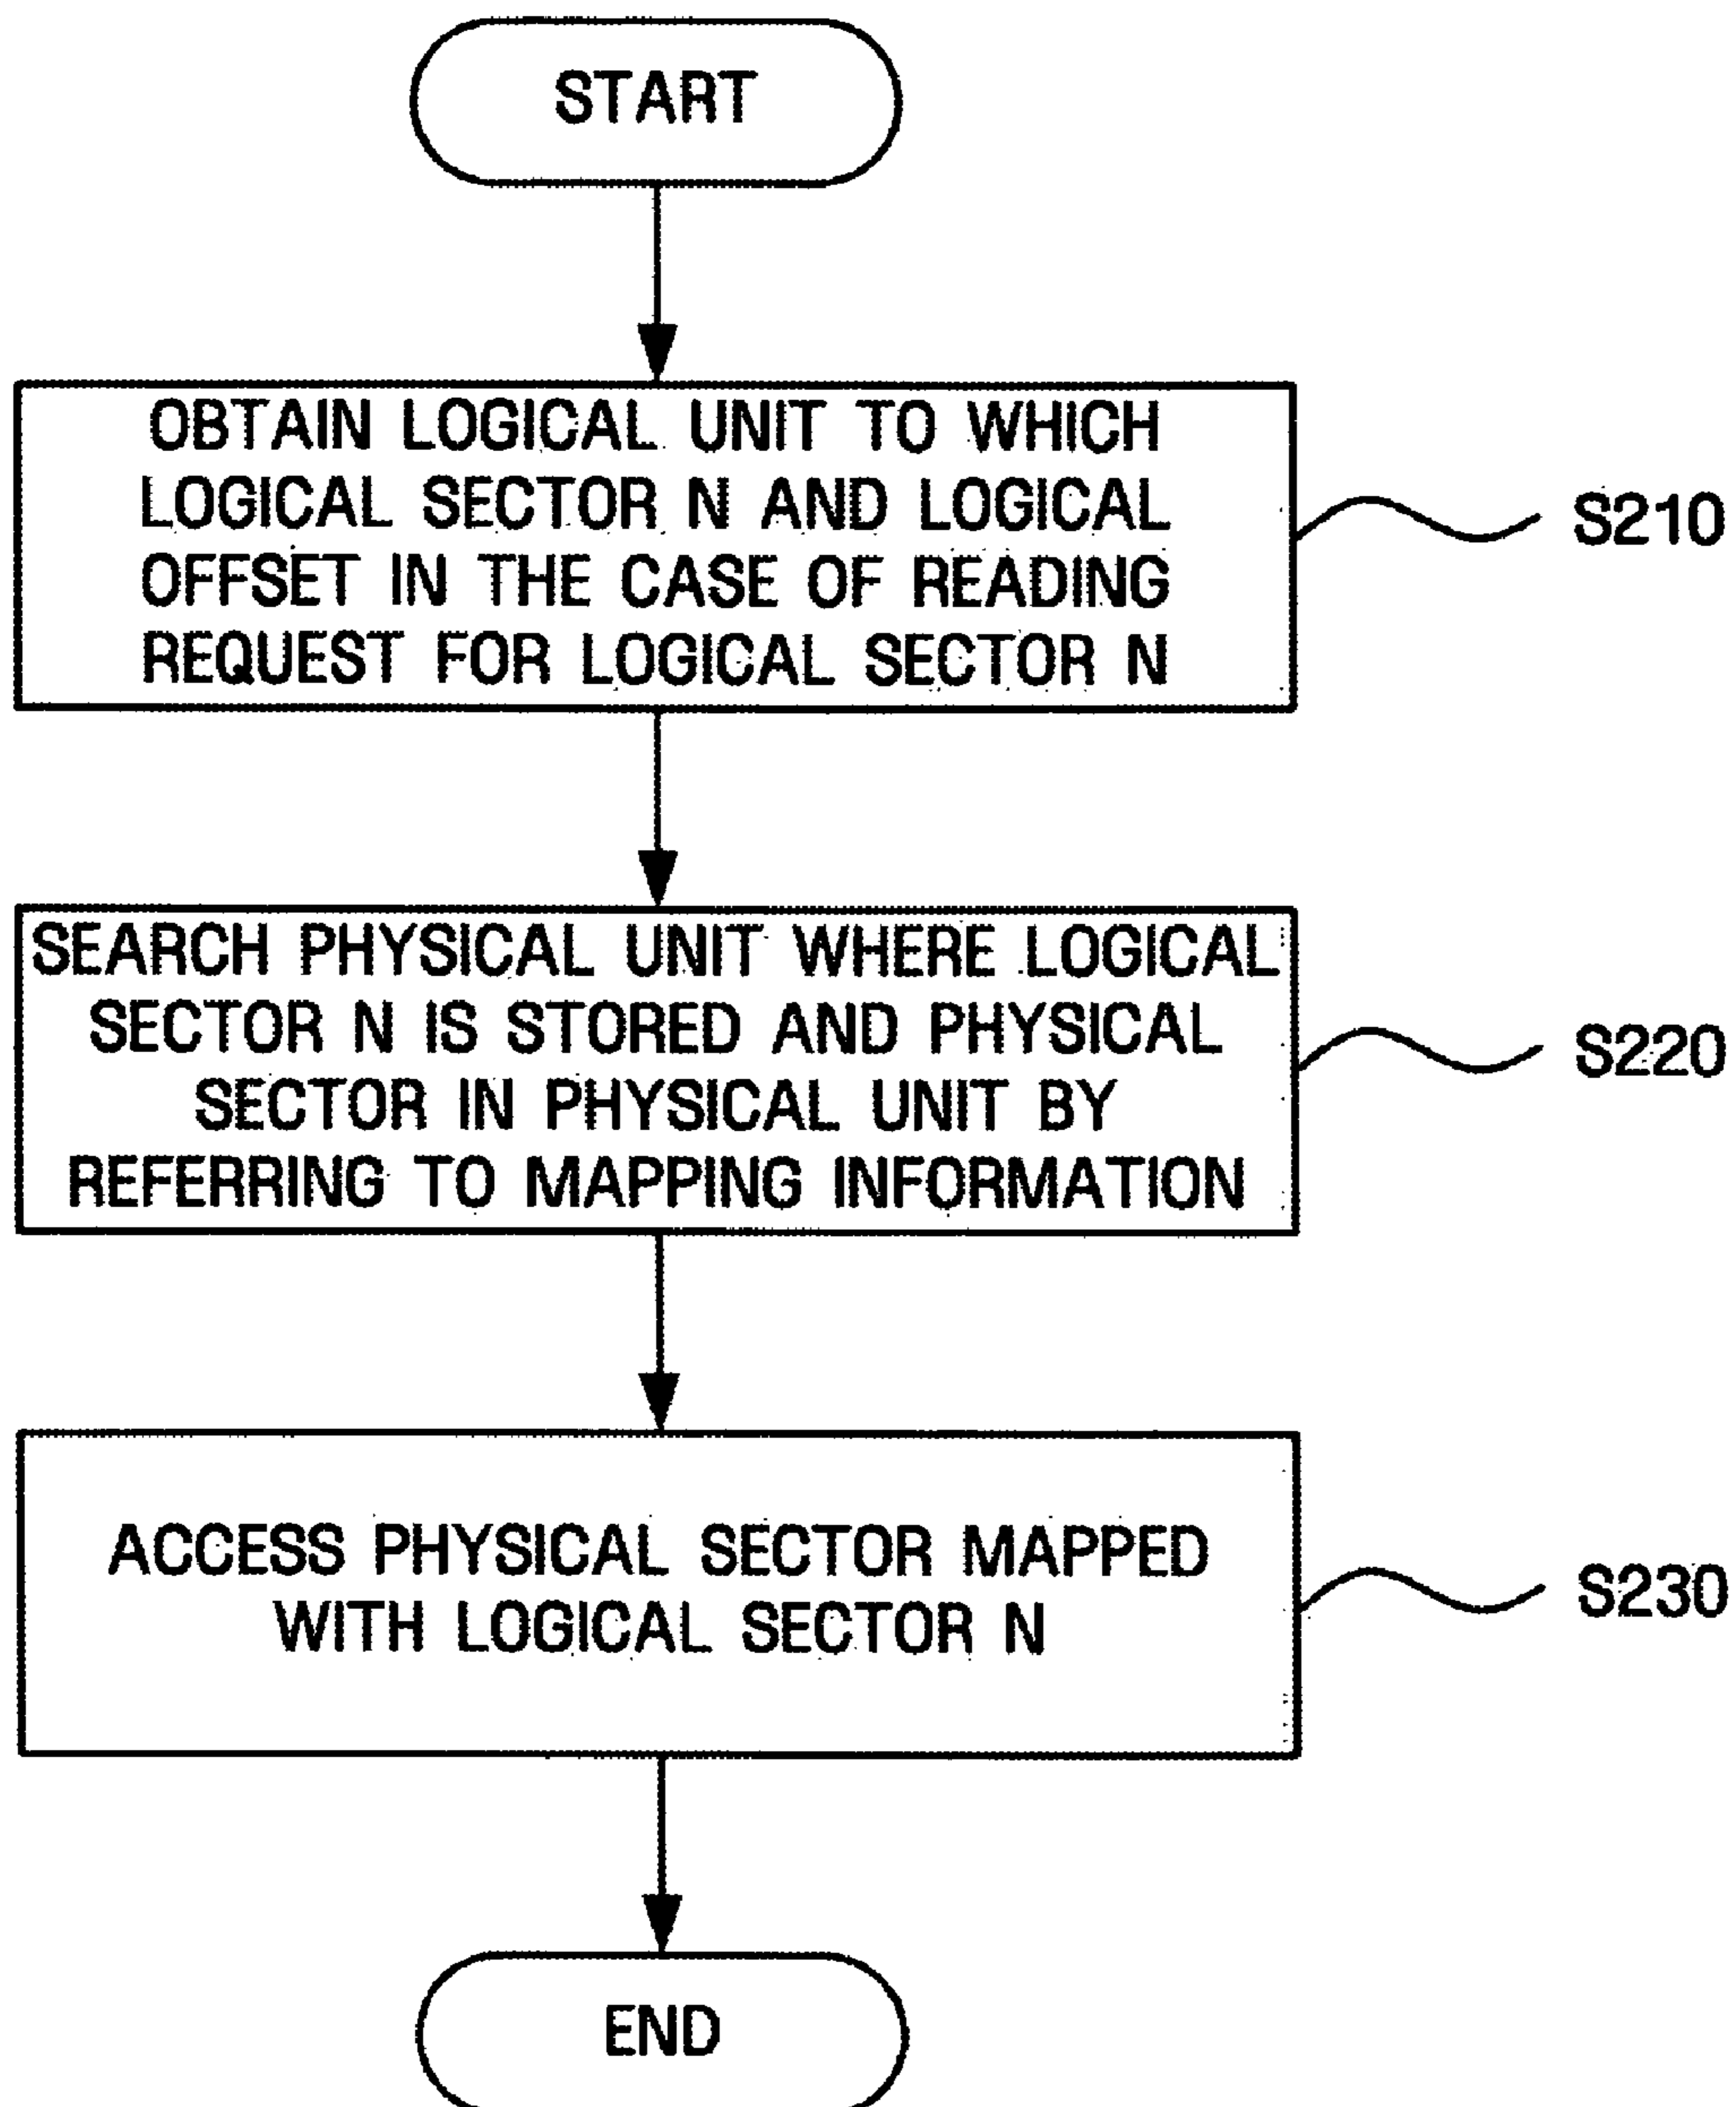 START
OBTAIN LOGICAL UNIT TO WHICH
LOGICAL SECTOR N AND LOGICAL
OFFSET IN THE CASE OF READING
REQUEST FOR LOGICAL SECTOR N
S210
SEARCH PHYSICAL UNIT WHERE LOGICAL
SECTOR N IS STORED AND PHYSICAL
SECTOR IN PHYSICAL UNIT BY
REFERRING TO MAPPING INFORMATION
S220
ACCESS PHYSICAL SECTOR MAPPED
WITH LOGICAL SECTOR N
S230
END